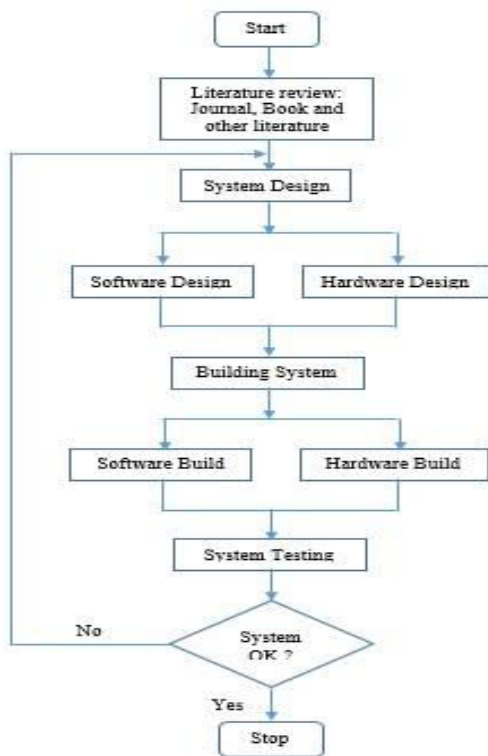 Start
Literature review:
Journal, Book and
other literature
System Design
Software Design
Hardware Design
Building System
Software Build
Hardware Build
System Testing
System
OK ?
No
Yes
Stop